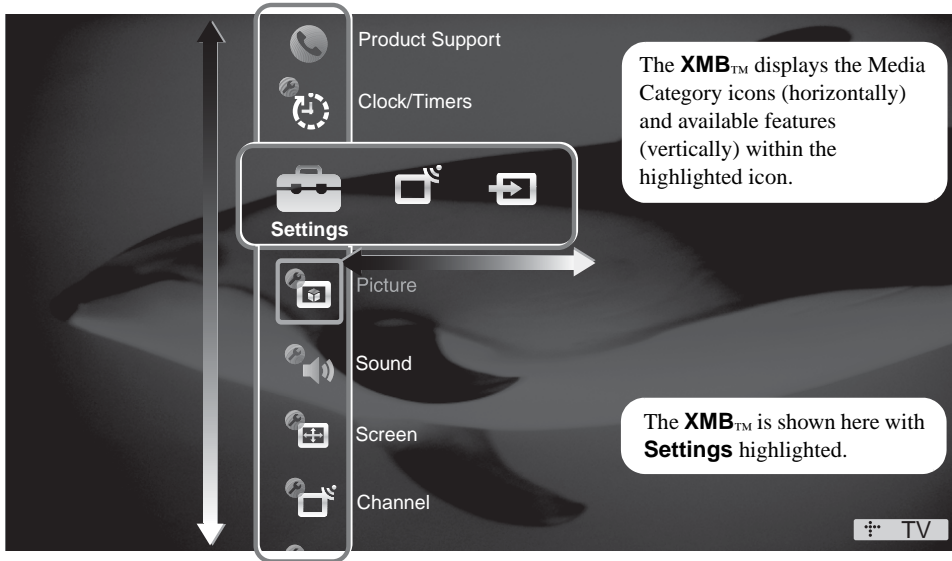 Product Support
Clock/Timers
The XMB™ displays the Media
Category icons (horizontally)
and available features
(vertically) within the
highlighted icon.
Settings
Picture
Sound
Screen
Channel
The XMB™ is shown here with
Settings highlighted.
TV